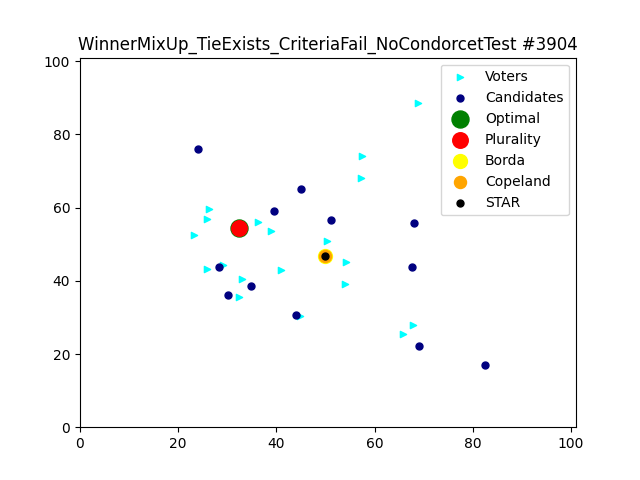 WinnerMixUp_TieExists_CriteriaFail_NoCondorcetTest #3904
Voters
Candidates
Optimal
Plurality
Borda
Copeland
STAR
100
80
60
40
20
0
0 20 40 60 80 100